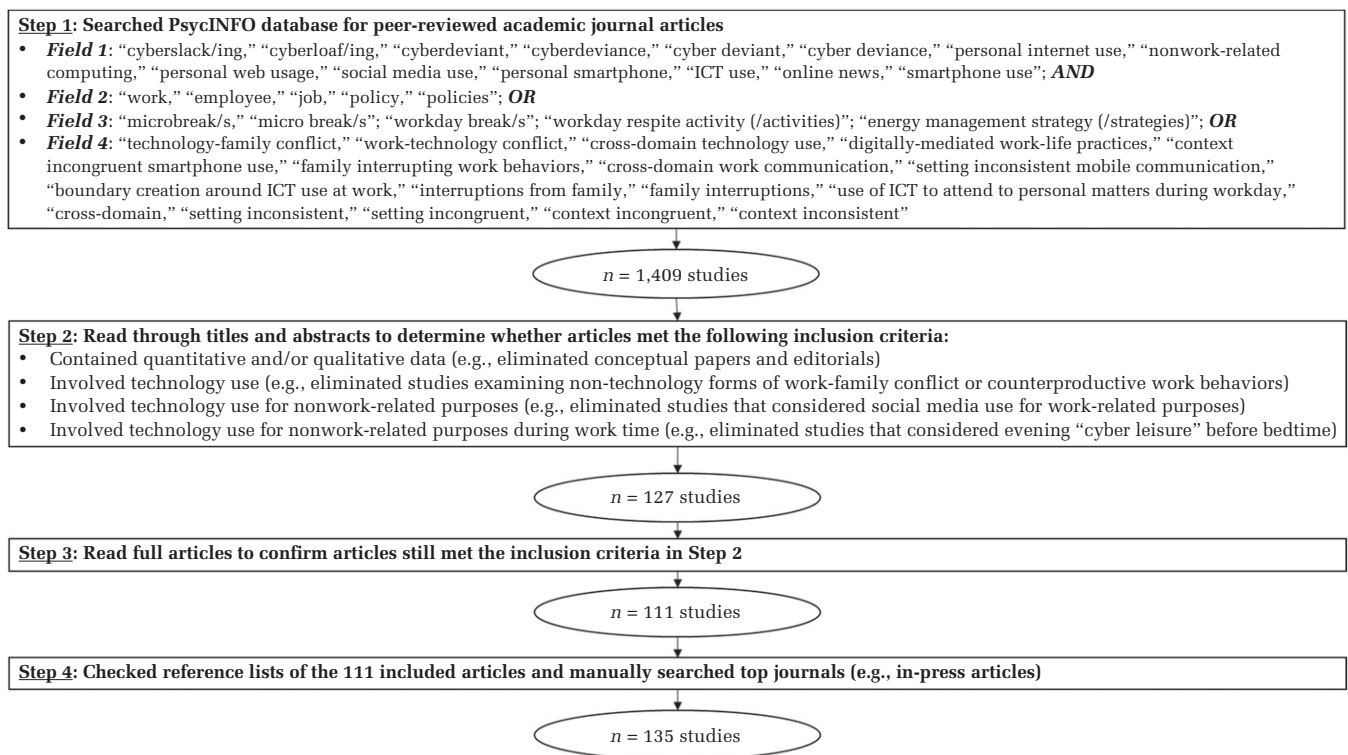 Step 1: Searched PsycINFO database for peer-reviewed academic journal articles
• Field 1: “cyberslack/ing,” “cyberloaf/ing,” “cyberdeviant,” “cyberdeviance,” “cyber deviant,” “cyber deviance,” “personal internet use,” “nonwork-related
computing,” “personal web usage,” “social media use,” “personal smartphone,” “ICT use,” “online news,” “smartphone use”; AND
• Field 2: “work,” “employee,” “job,” “policy,” “policies”; OR
• Field 3: “microbreak/s,” “micro break/s”; “workday break/s”; “workday respite activity (/activities)”; “energy management strategy (/strategies)”; OR
• Field 4: “technology-family conflict,” “work-technology conflict,” “cross-domain technology use,” “digitally-mediated work-life practices,” “context
incongruent smartphone use,” “family interrupting work behaviors,” “cross-domain work communication,” “setting inconsistent mobile communication,”
“boundary creation around ICT use at work,” “interruptions from family,” “family interruptions,” “use of ICT to attend to personal matters during workday,”
“cross-domain,” “setting inconsistent,” “setting incongruent,” “context incongruent,” “context inconsistent”
n = 1,409 studies
Step 2: Read through titles and abstracts to determine whether articles met the following inclusion criteria:
• Contained quantitative and/or qualitative data (e.g., eliminated conceptual papers and editorials)
• Involved technology use (e.g., eliminated studies examining non-technology forms of work-family conflict or counterproductive work behaviors)
• Involved technology use for nonwork-related purposes (e.g., eliminated studies that considered social media use for work-related purposes)
• Involved technology use for nonwork-related purposes during work time (e.g., eliminated studies that considered evening “cyber leisure” before bedtime)
n = 127 studies
Step 3: Read full articles to confirm articles still met the inclusion criteria in Step 2
n = 111 studies
Step 4: Checked reference lists of the 111 included articles and manually searched top journals (e.g., in-press articles)
n = 135 studies